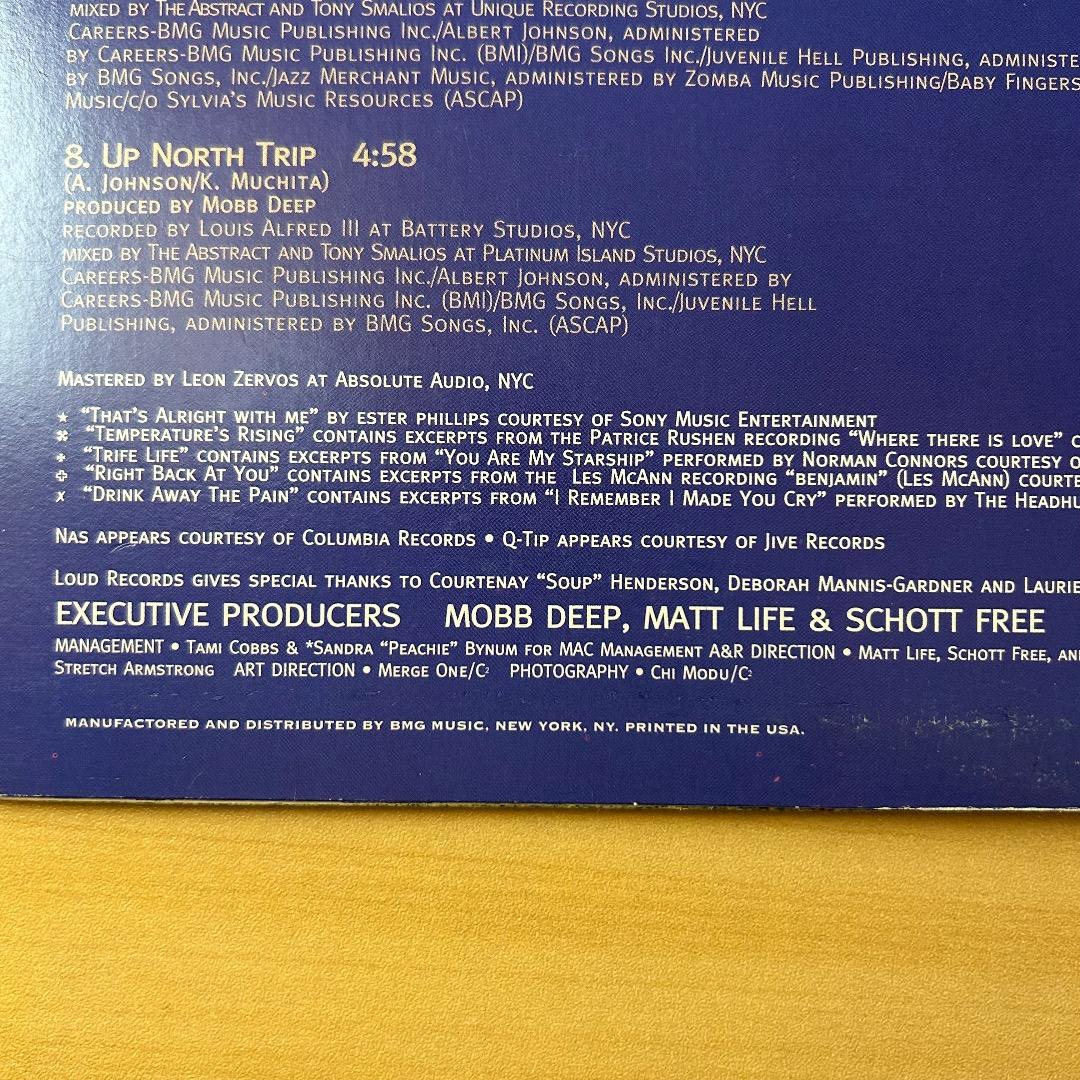 mixed by The Abstract and Tony Smalios at Unique Recording Studios, NYC
Careers-BMG Music Publishing Inc./Albert Johnson, administered
by Careers-BMG Music Publishing Inc. (BMI)/BMG Songs Inc./Juvenile Hell Publishing, administe
by BMG Songs, Inc./Jazz Merchant Music, administered by Zomba Music Publishing/Baby Fingers
Music/c/o Sylvia's Music Resources (ASCAP)
8. Up North Trip 4:58
(A. Johnson/K. Muchita)
produced by Mobb Deep
recorded by Louis Alfred III at Battery Studios, NYC
mixed by The Abstract and Tony Smalios at Platinum Island Studios, NYC
Careers-BMG Music Publishing Inc./Albert Johnson, administered by
Careers-BMG Music Publishing Inc. (BMI)/BMG Songs, Inc./Juvenile Hell
Publishing, administered by BMG Songs, Inc. (ASCAP)
Mastered by Leon Zervos at Absolute Audio, NYC
★ "That's Alright with me" by ester phillips courtesy of Sony Music Entertainment
"Temperature's Rising" contains excerpts from the Patrice Rushen recording "Where there is love" c
"Trife Life" contains excerpts from "You Are My Starship" performed by Norman Connors courtesy o
"Right Back At You" contains excerpts from the Les McAnn recording "benjamin" (Les McAnn) courte
x "Drink Away The Pain" contains excerpts from "I Remember I Made You Cry" performed by The Headhu
Nas appears courtesy of Columbia Records • Q-Tip appears courtesy of Jive Records
Loud Records gives special thanks to Courtenay "Soup" Henderson, Deborah Mannis-Gardner and Laurie
EXECUTIVE PRODUCERS MOBB DEEP, MATT LIFE & SCHOTT FREE
MANAGEMENT • Tami Cobbs & *Sandra "Peachie" Bynum for MAC Management A&R DIRECTION • Matt Life, Schott Free, an
Stretch Armstrong ART DIRECTION • Merge One/C² PHOTOGRAPHY • Chi Modu/C²
MANUFACTORED AND DISTRIBUTED BY BMG MUSIC, NEW YORK, NY. PRINTED IN THE USA.